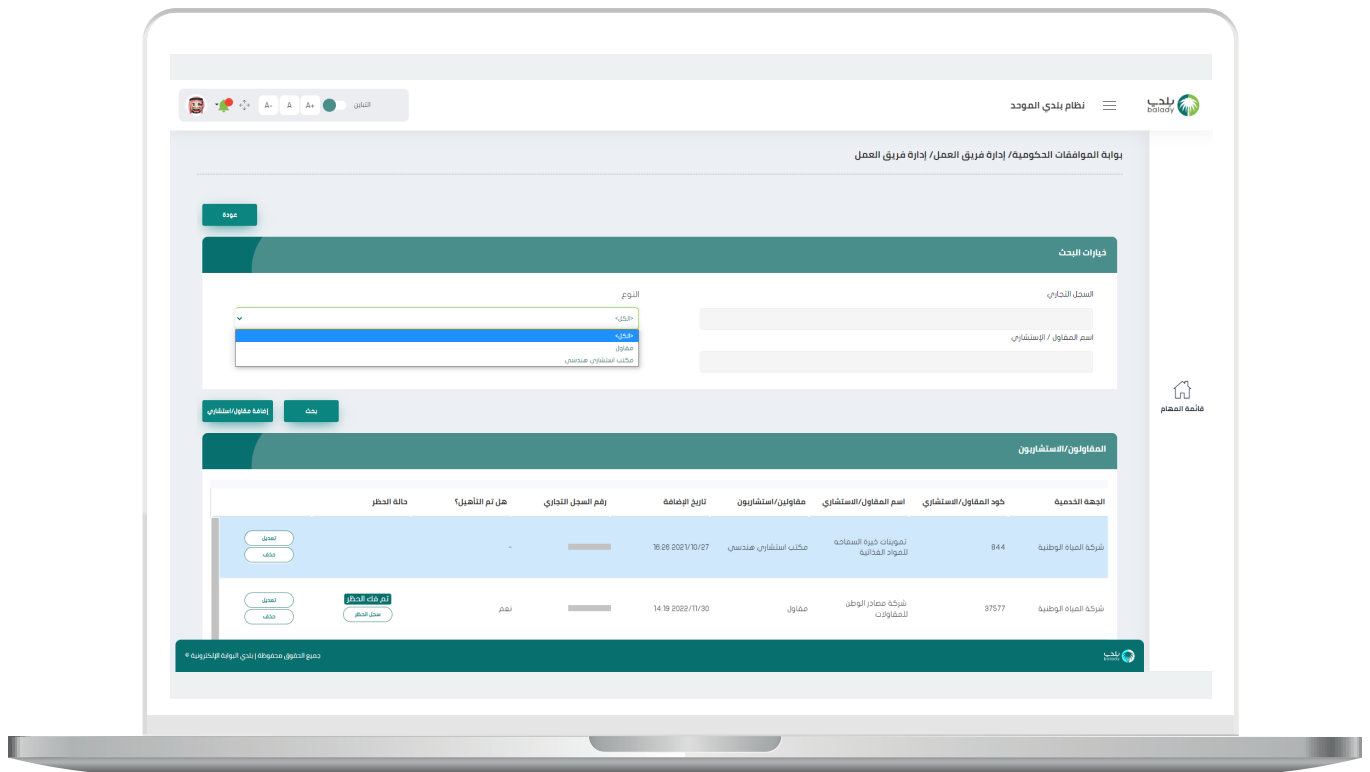 بلدي
balady
نظام بلدي الموحد
التباين
A+
A
A-
بوابة الموافقات الحكومية/ إدارة فريق العمل/ إدارة فريق العمل
عودة
خيارات البحث
السجل التجاري
النوع
<الكل>
<الكل>
مقاول
مكتب استشاري هندسي
اسم المقاول / الإستشاري
بحث
إضافة مقاول/استشاري
قائمة المهام
المقاولون/الاستشاريون
الجهة الخدمية كود المقاول/الاستشاري اسم المقاول/الاستشاري مقاولين/استشاريون تاريخ الإضافة رقم السجل التجاري هل تم التأهيل؟ حالة الحظر
شركة المياة الوطنية 844 تموينات خيرة السماحه للمواد الغذائية مكتب استشاري هندسي 2021/10/27 16:26 -
تعديل
حذف
شركة المياة الوطنية 37577 شركة مصادر الوطن للمقاولات مقاول 2022/11/30 14:19 نعم تم فك الحظر
سجل الحظر
تعديل
حذف
بلدي
balady
جميع الحقوق محفوظة | بلدي البوابة الإلكترونية ©